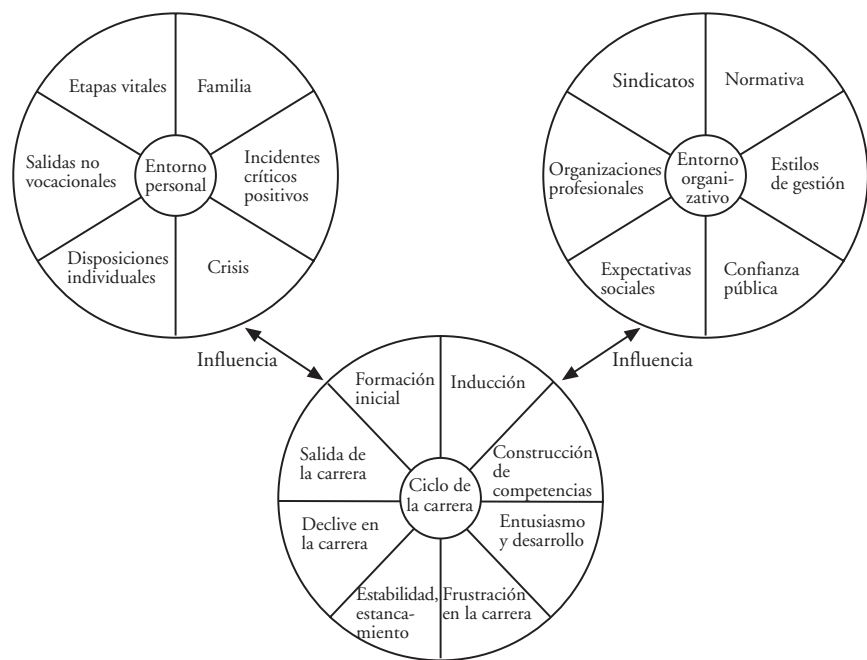 Etapas vitales
Familia
Incidentes
críticos
positivos
Crisis
Disposiciones
individuales
Salidas no
vocacionales
Entorno
personal
Sindicatos
Normativa
Estilos
de gestión
Confianza
pública
Expectativas
sociales
Organizaciones
profesionales
Entorno
organi-
zativo
Influencia
Influencia
Formación
inicial
Inducción
Construcción
de
competencias
Entusiasmo
y desarrollo
Frustración
en la carrera
Estabilidad,
estanca-
miento
Declive en
la carrera
Salida de
la carrera
Ciclo de
la carrera